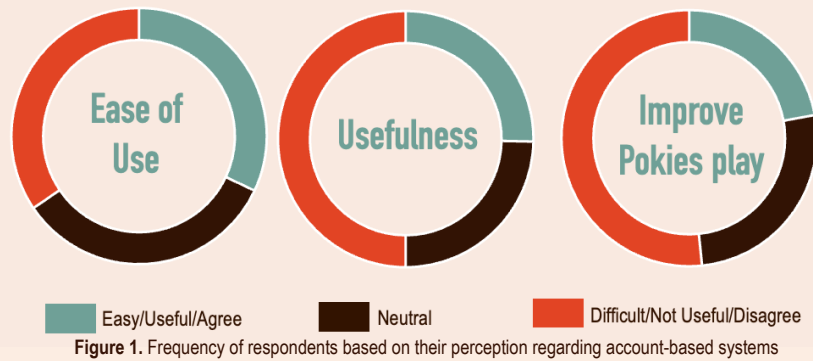 Ease of
Use
Usefulness
Improve
Pokies play
Easy/Useful/Agree
Neutral
Difficult/Not Useful/Disagree
Figure 1. Frequency of respondents based on their perception regarding account-based systems